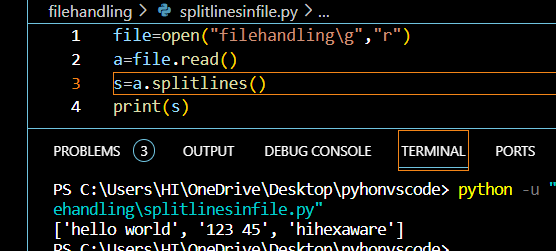 filehandling > splitlinesinfile.py > ...
1 file=open("filehandling\g","r")
2 a=file.read()
3 s=a.splitlines()
4 print(s)
PROBLEMS 3 OUTPUT DEBUG CONSOLE TERMINAL PORTS
PS C:\Users\HI\OneDrive\Desktop\pyhonvscode> python -u "
ehandling\splitlinesinfile.py"
['hello world', '123 45', 'hihexaware']
PS C:\Users\HI\OneDrive\Desktop\pyhonvscode>